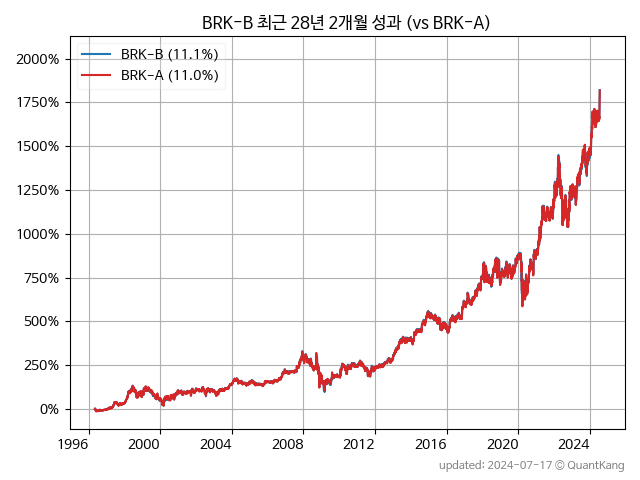 BRK-B 최근 28년 2개월 성과 (vs BRK-A)
BRK-B (11.1%)
BRK-A (11.0%)
2000%
1750%
1500%
1250%
1000%
750%
500%
250%
0%
1996 2000 2004 2008 2012 2016 2020 2024
updated: 2024-07-17 © QuantKang